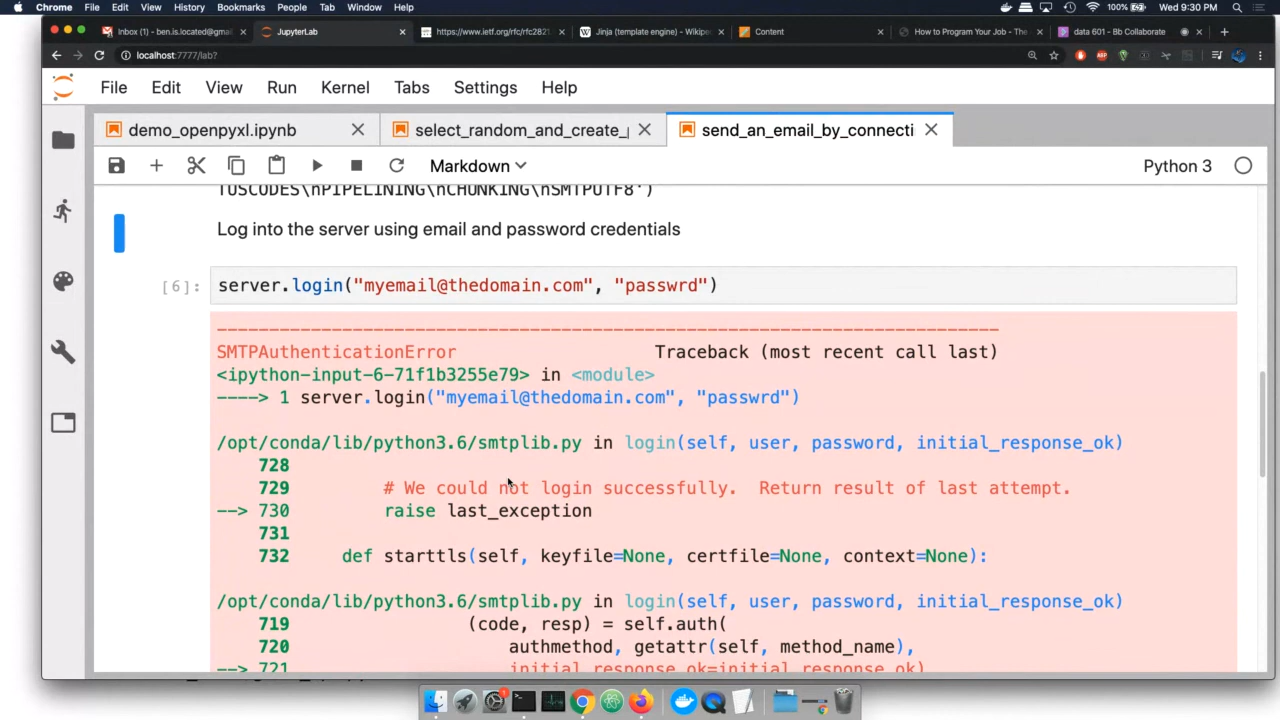 Chrome File Edit View History Bookmarks People Tab Window Help 100% Wed 9:30 PM
Inbox (1) - ben.is.located@gmai JupyterLab https://www.ietf.org/rfc/rfc2821 Jinja (template engine) - Wikipe Content How to Program Your Job - The data 601 - Bb Collaborate
localhost:7777/lab?
File Edit View Run Kernel Tabs Settings Help
demo_openpyxl.ipynb select_random_and_create_ send_an_email_by_connecti
Markdown Python 3
TUSCODES\nPIPELINING\nCHUNKING\nSMTPUTF8')
Log into the server using email and password credentials
[6]: server.login("myemail@thedomain.com", "passwrd")
---------------------------------------------------------------------------
SMTPAuthenticationError Traceback (most recent call last)
<ipython-input-6-71f1b3255e79> in <module>
----> 1 server.login("myemail@thedomain.com", "passwrd")
/opt/conda/lib/python3.6/smtplib.py in login(self, user, password, initial_response_ok)
728
729 # We could not login successfully. Return result of last attempt.
--> 730 raise last_exception
731
732 def starttls(self, keyfile=None, certfile=None, context=None):
/opt/conda/lib/python3.6/smtplib.py in login(self, user, password, initial_response_ok)
719 (code, resp) = self.auth(
720 authmethod, getattr(self, method_name),
--> 721 initial_response_ok=initial_response_ok)